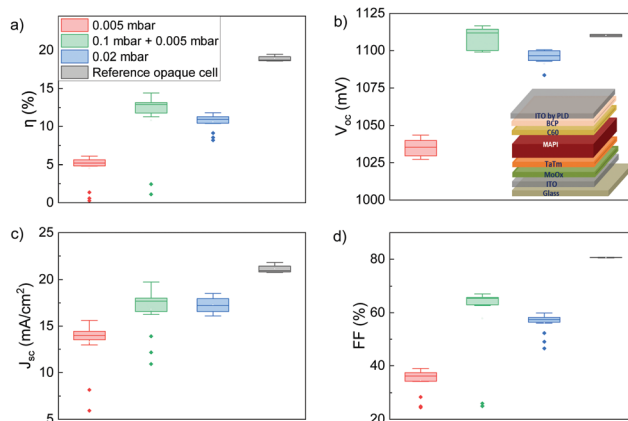 a)
0.005 mbar
0.1 mbar + 0.005 mbar
0.02 mbar
Reference opaque cell
η (%)
20
15
10
5
0
b)
V_oc (mV)
1125
1100
1075
1050
1025
1000
ITO by PLD
BCP
C60
MAPI
TaTm
MoOx
ITO
Glass
c)
J_sc (mA/cm²)
25
20
15
10
5
d)
FF (%)
80
60
40
20